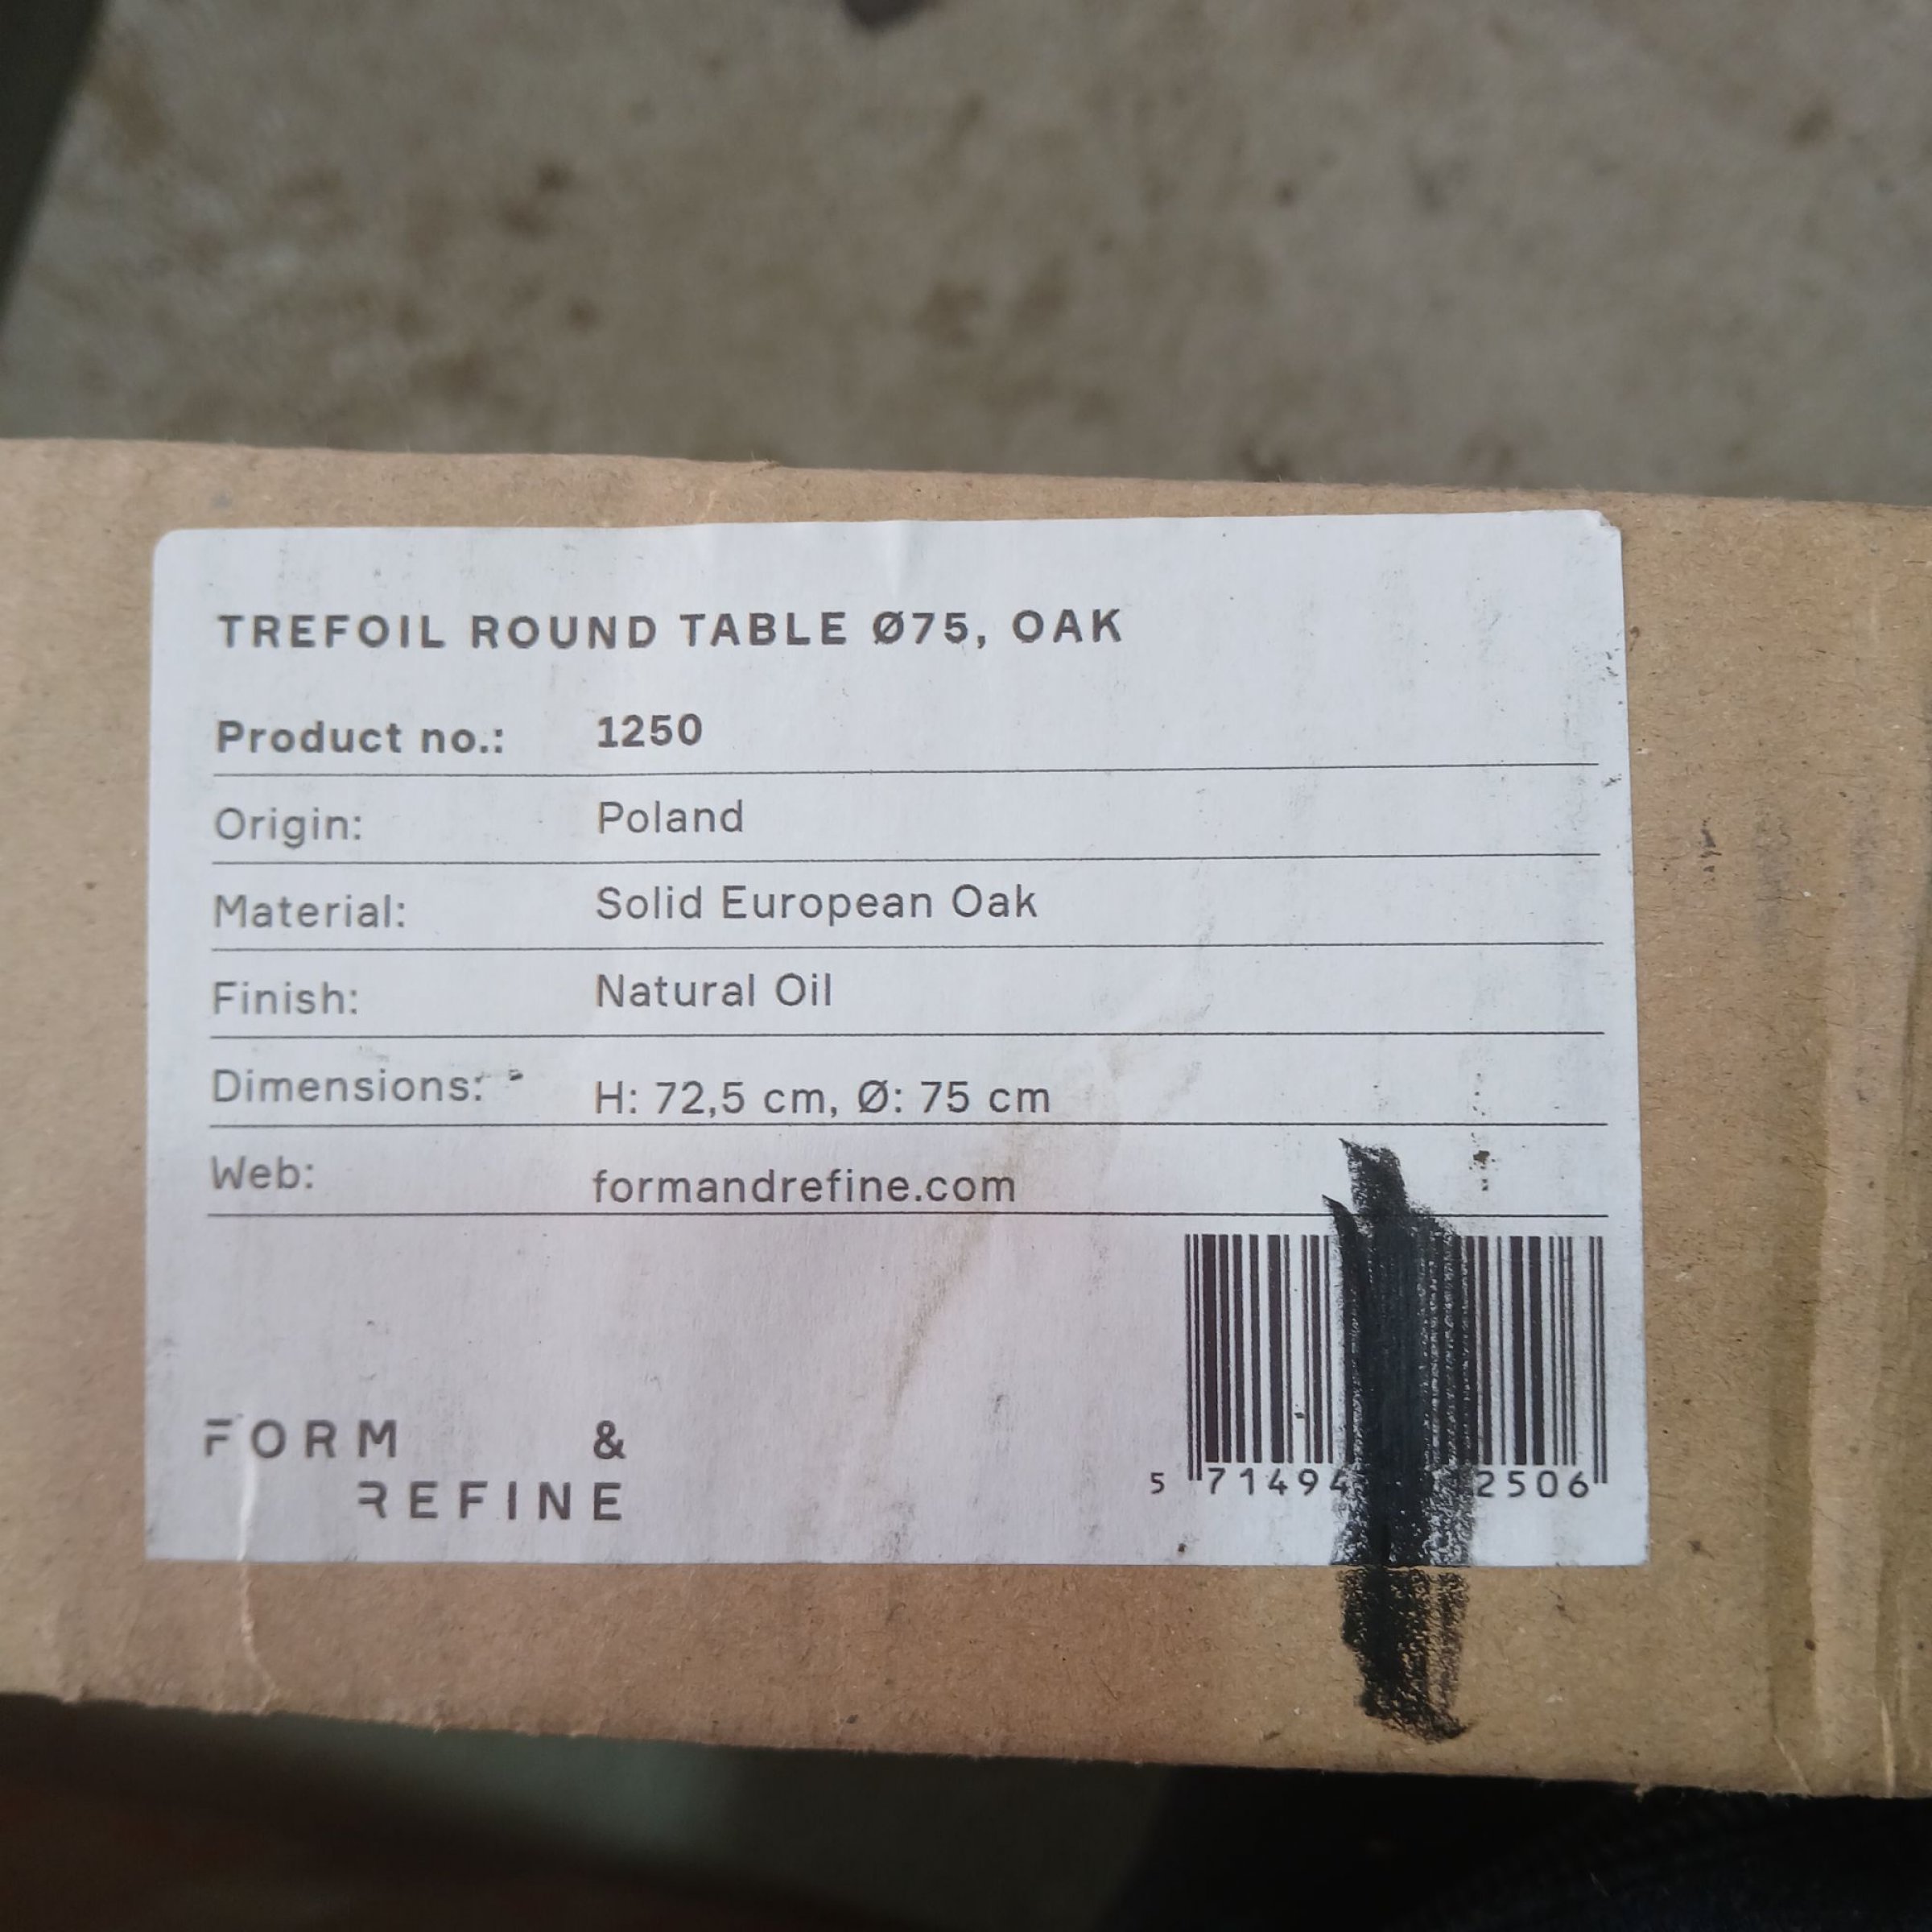 TREFOIL ROUND TABLE Ø75, OAK
Product no.: 1250
Origin: Poland
Material: Solid European Oak
Finish: Natural Oil
Dimensions: H: 72,5 cm, Ø: 75 cm
Web: formandrefine.com
FORM &
REFINE
5 71494 2506